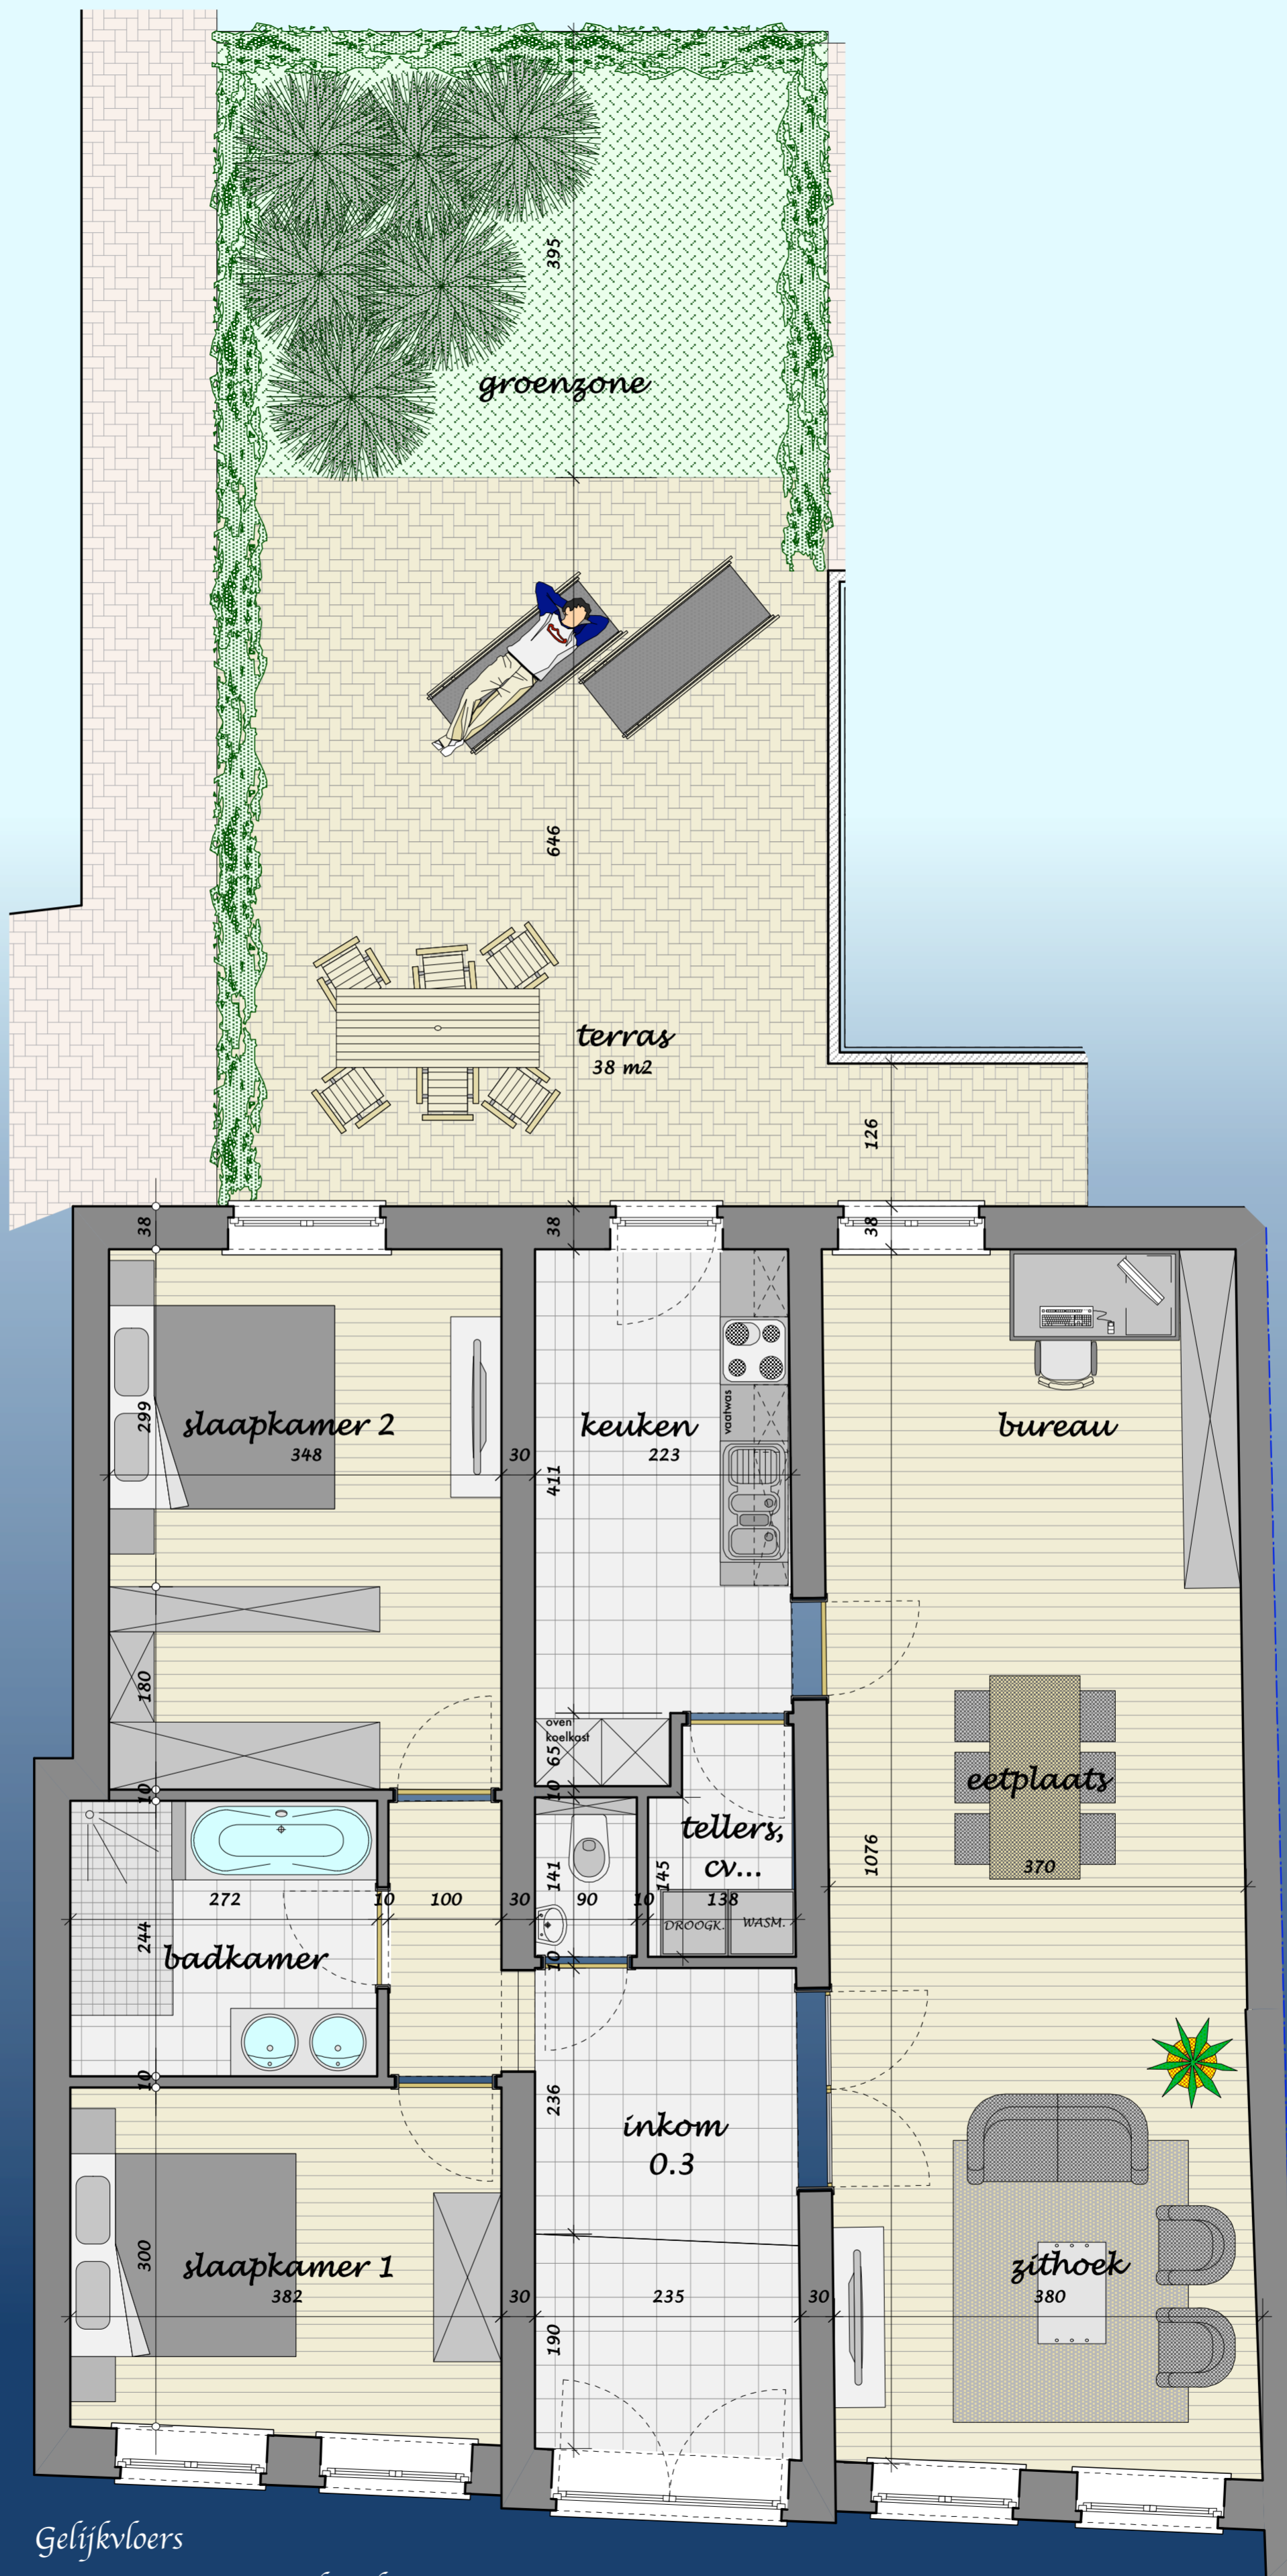 395
groenzone
646
terras
38 m2
126
38
38
38
299
slaapkamer 2
348
30
411
keuken
223
vaatwas
bureau
180
oven
koelkast
65
10
10
eetplaats
370
1076
tellers,
cv...
141
145
272
10
100
30
90
10
138
DROOGK.
WASM.
244
badkamer
10
10
236
inkom
0.3
300
slaapkamer 1
382
30
235
30
zithoek
380
190
Gelijkvloers